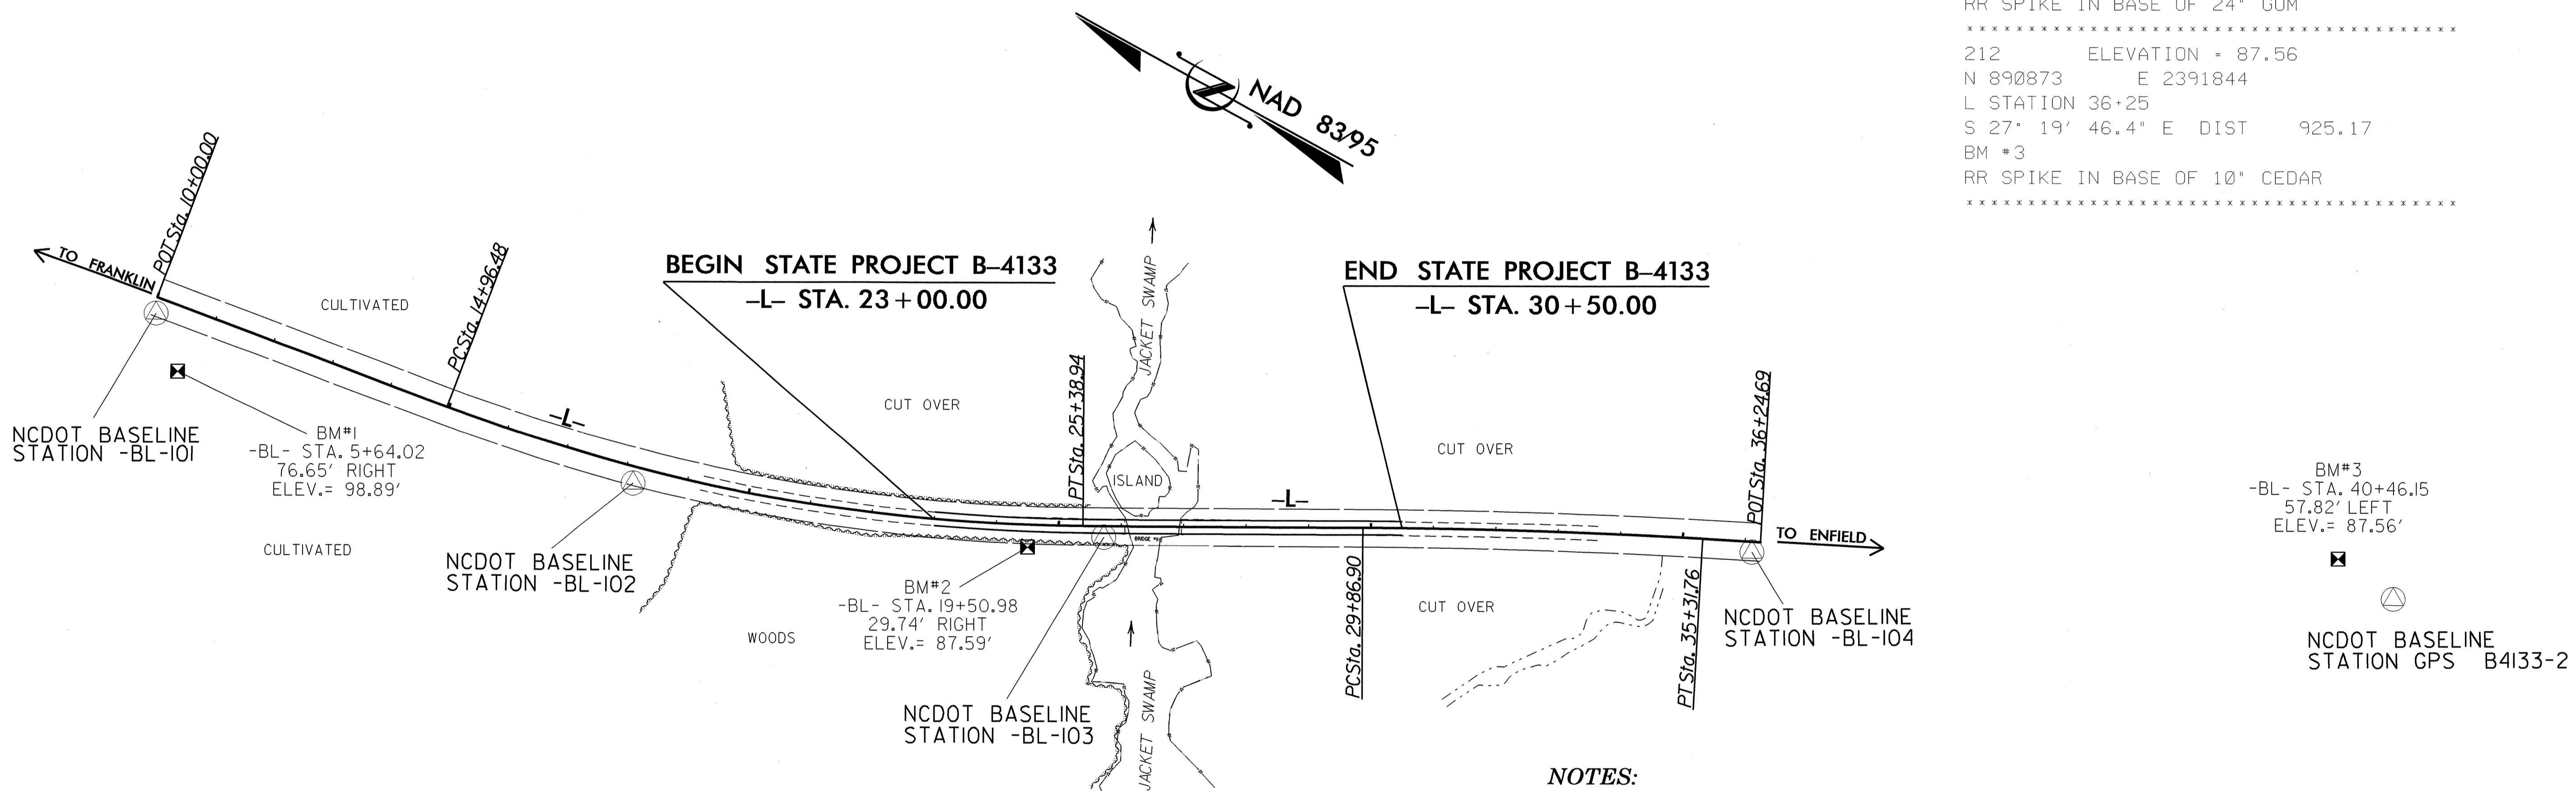 RR SPIKE IN BASE OF 24" GUM
* * * * * * * * * * * * * * * * * * * * * * * * * * * * * * * * * * * * * * *
212 ELEVATION = 87.56
N 890873 E 2391844
L STATION 36+25
S 27° 19' 46.4" E DIST 925.17
BM #3
RR SPIKE IN BASE OF 10" CEDAR
* * * * * * * * * * * * * * * * * * * * * * * * * * * * * * * * * * * * * * *
NAD 83/95
TO FRANKLIN
POT Sta. 10+00.00
CULTIVATED
PC Sta. 14+96.48
BEGIN STATE PROJECT B-4133
-L- STA. 23+00.00
JACKET SWAMP
END STATE PROJECT B-4133
-L- STA. 30+50.00
NCDOT BASELINE
STATION -BL-101
BM#1
-BL- STA. 5+64.02
76.65' RIGHT
ELEV.= 98.89'
-L-
CUT OVER
PT Sta. 25+38.94
ISLAND
-L-
CUT OVER
POT Sta. 36+24.69
TO ENFIELD
BM#3
-BL- STA. 40+46.15
57.82' LEFT
ELEV.= 87.56'
CULTIVATED
NCDOT BASELINE
STATION -BL-102
BM#2
-BL- STA. 19+50.98
29.74' RIGHT
ELEV.= 87.59'
WOODS
NCDOT BASELINE
STATION -BL-103
JACKET SWAMP
PC Sta. 29+86.90
CUT OVER
PT Sta. 35+31.76
NCDOT BASELINE
STATION -BL-104
NCDOT BASELINE
STATION GPS B4133-2
NOTES: